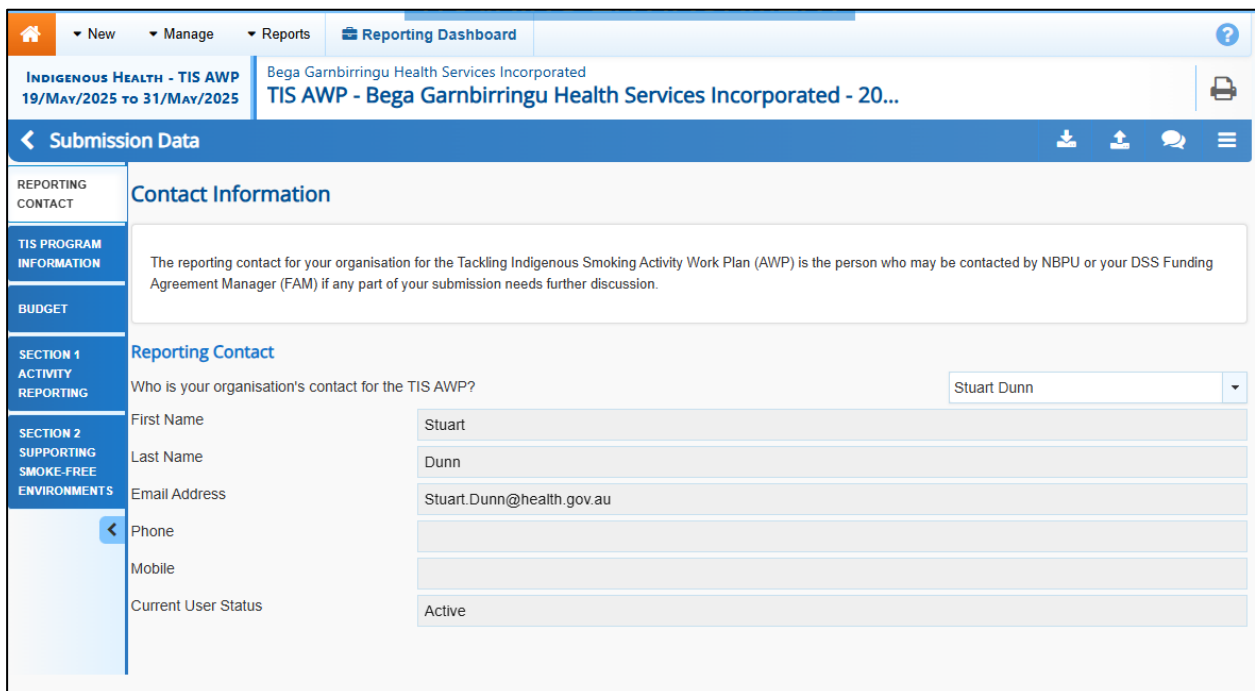 New
Manage
Reports
Reporting Dashboard
?
Indigenous Health - TIS AWP
19/May/2025 to 31/May/2025
Bega Garnbirringu Health Services Incorporated
TIS AWP - Bega Garnbirringu Health Services Incorporated - 20...
Submission Data
REPORTING
CONTACT
TIS PROGRAM
INFORMATION
BUDGET
SECTION 1
ACTIVITY
REPORTING
SECTION 2
SUPPORTING
SMOKE-FREE
ENVIRONMENTS
Contact Information
The reporting contact for your organisation for the Tackling Indigenous Smoking Activity Work Plan (AWP) is the person who may be contacted by NBPU or your DSS Funding
Agreement Manager (FAM) if any part of your submission needs further discussion.
Reporting Contact
Who is your organisation's contact for the TIS AWP? Stuart Dunn
First Name Stuart
Last Name Dunn
Email Address Stuart.Dunn@health.gov.au
Phone
Mobile
Current User Status Active